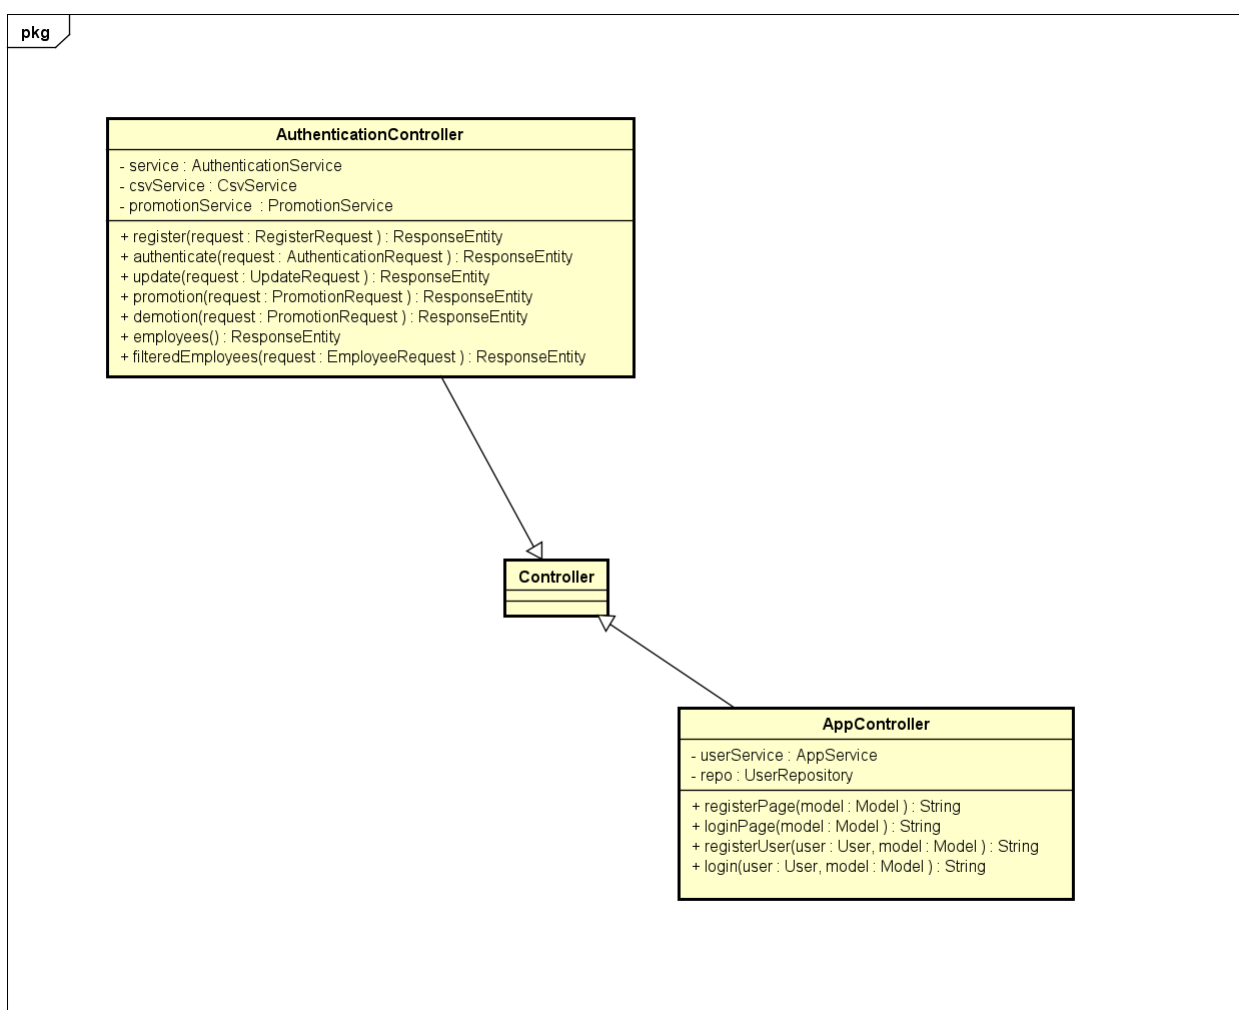 pkg
AuthenticationController
- service : AuthenticationService
- csvService : CsvService
- promotionService : PromotionService
+ register(request : RegisterRequest ) : ResponseEntity
+ authenticate(request : AuthenticationRequest ) : ResponseEntity
+ update(request : UpdateRequest ) : ResponseEntity
+ promotion(request : PromotionRequest ) : ResponseEntity
+ demotion(request : PromotionRequest ) : ResponseEntity
+ employees() : ResponseEntity
+ filteredEmployees(request : EmployeeRequest ) : ResponseEntity
Controller
AppController
- userService : AppService
- repo : UserRepository
+ registerPage(model : Model ) : String
+ loginPage(model : Model ) : String
+ registerUser(user : User, model : Model ) : String
+ login(user : User, model : Model ) : String